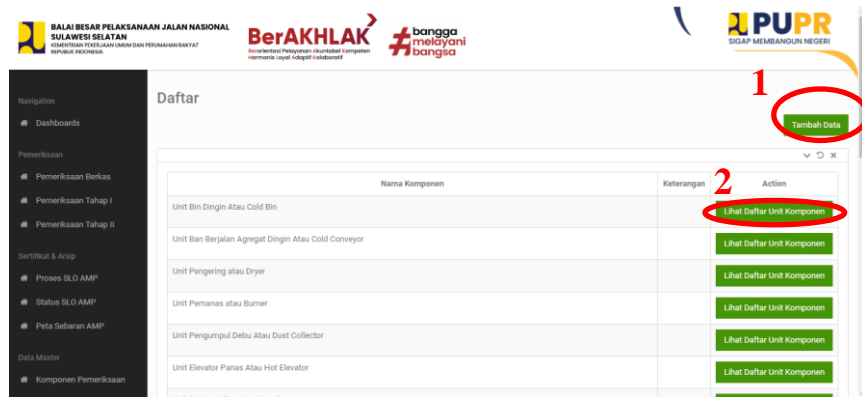 BALAI BESAR PELAKSANAAN JALAN NASIONAL
SULAWESI SELATAN
KEMENTERIAN PEKERJAAN UMUM DAN PERUMAHAN RAKYAT
REPUBLIK INDONESIA
BerAKHLAK
Berorientasi Pelayanan Akuntabel Kompeten
Harmonis Loyal Adaptif Kolaboratif
#bangga
melayani
bangsa
PUPR
SIGAP MEMBANGUN NEGERI
Navigation
Dashboards
Pemeriksaan
Pemeriksaan Berkas
Pemeriksaan Tahap I
Pemeriksaan Tahap II
Sertifikat & Arsip
Proses SLO AMP
Status SLO AMP
Peta Sebaran AMP
Data Master
Komponen Pemeriksaan
Daftar
1
Tambah Data
Nama Komponen Keterangan 2 Action
Unit Bin Dingin Atau Cold Bin Lihat Daftar Unit Komponen
Unit Ban Berjalan Agregat Dingin Atau Cold Conveyor Lihat Daftar Unit Komponen
Unit Pengering atau Dryer Lihat Daftar Unit Komponen
Unit Pemanas atau Burner Lihat Daftar Unit Komponen
Unit Pengumpul Debu Atau Dust Collector Lihat Daftar Unit Komponen
Unit Elevator Panas Atau Hot Elevator Lihat Daftar Unit Komponen